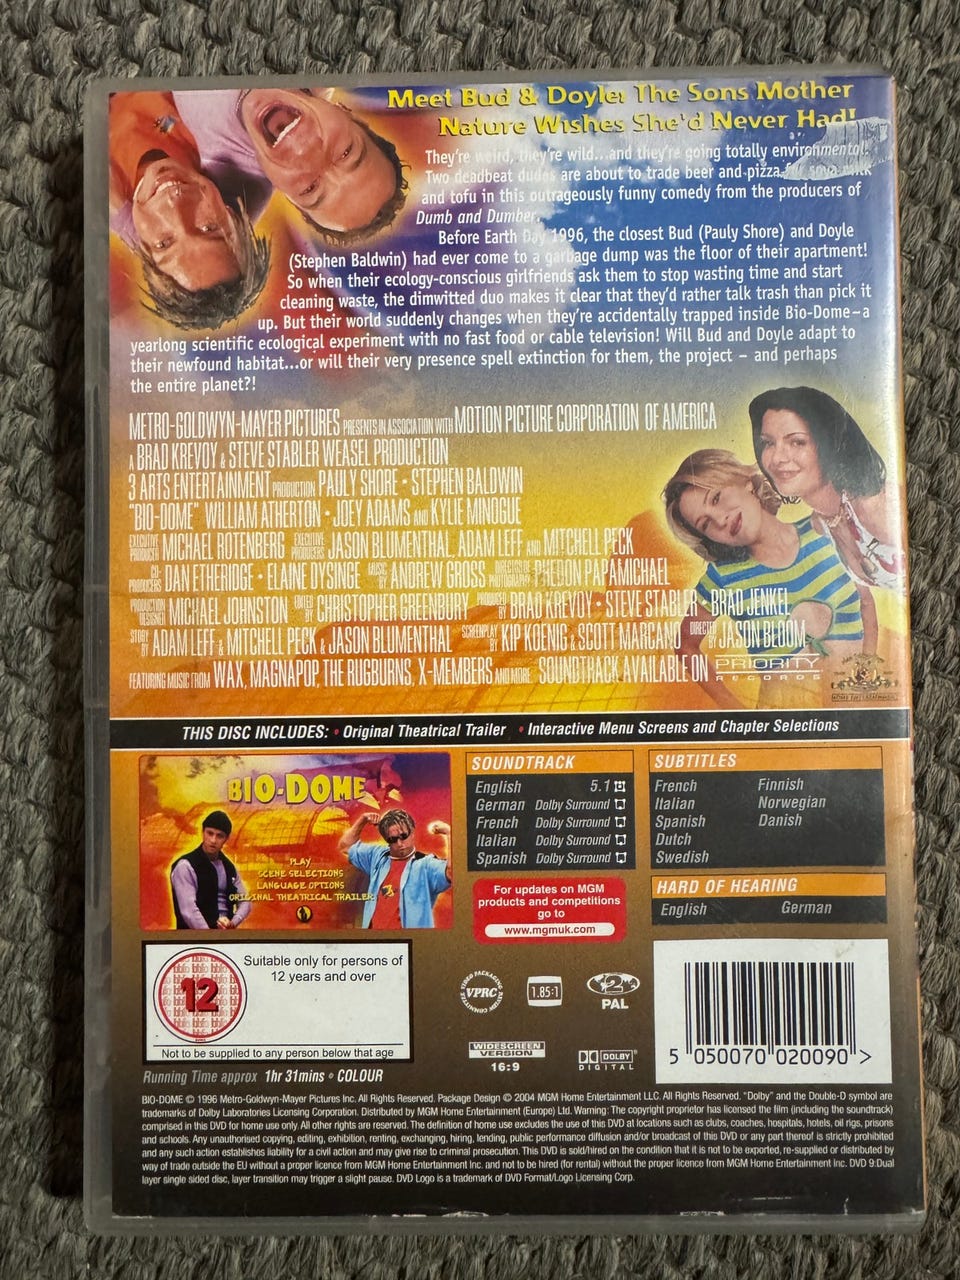 Meet Bud & Doyle: The Sons Mother
Nature Wishes She'd Never Had!
They're weird, they're wild...and they're going totally environmental!
Two deadbeat dudes are about to trade beer and pizza for soya milk
and tofu in this outrageously funny comedy from the producers of
Dumb and Dumber.
Before Earth Day 1996, the closest Bud (Pauly Shore) and Doyle
(Stephen Baldwin) had ever come to a garbage dump was the floor of their apartment!
So when their ecology-conscious girlfriends ask them to stop wasting time and start
cleaning waste, the dimwitted duo makes it clear that they'd rather talk trash than pick it
up. But their world suddenly changes when they're accidentally trapped inside Bio-Dome–a
yearlong scientific ecological experiment with no fast food or cable television! Will Bud and Doyle adapt to
their newfound habitat...or will their very presence spell extinction for them, the project – and perhaps
the entire planet?!
METRO-GOLDWYN-MAYER PICTURES PRESENTS IN ASSOCIATION WITH MOTION PICTURE CORPORATION OF AMERICA
A BRAD KREVOY & STEVE STABLER WEASEL PRODUCTION
3 ARTS ENTERTAINMENT PRODUCTION PAULY SHORE • STEPHEN BALDWIN
"BIO-DOME" WILLIAM ATHERTON • JOEY ADAMS AND KYLIE MINOGUE
EXECUTIVE PRODUCER MICHAEL ROTENBERG EXECUTIVE PRODUCERS JASON BLUMENTHAL, ADAM LEFF AND MITCHELL PECK
CO-PRODUCERS DAN ETHERIDGE • ELAINE DYSINGE MUSIC BY ANDREW GROSS DIRECTOR OF PHOTOGRAPHY PHEDON PAPAMICHAEL
PRODUCTION DESIGNER MICHAEL JOHNSTON EDITED BY CHRISTOPHER GREENBURY PRODUCED BY BRAD KREVOY • STEVE STABLER • BRAD JENKEL
STORY BY ADAM LEFF & MITCHELL PECK & JASON BLUMENTHAL SCREENPLAY BY KIP KOENIG & SCOTT MARCANO DIRECTED BY JASON BLOOM
FEATURING MUSIC FROM WAX, MAGNAPOP, THE RUGBURNS, X-MEMBERS AND MORE SOUNDTRACK AVAILABLE ON PRIORITY RECORDS
THIS DISC INCLUDES: • Original Theatrical Trailer • Interactive Menu Screens and Chapter Selections
BIO-DOME
PLAY
SCENE SELECTIONS
LANGUAGE OPTIONS
ORIGINAL THEATRICAL TRAILER
SOUNDTRACK
English 5.1
German Dolby Surround
French Dolby Surround
Italian Dolby Surround
Spanish Dolby Surround
SUBTITLES
French Finnish
Italian Norwegian
Spanish Danish
Dutch
Swedish
For updates on MGM
products and competitions
go to
www.mgmuk.com
HARD OF HEARING
English German
12
Suitable only for persons of
12 years and over
Not to be supplied to any person below that age
VIDEO PACKAGING REVIEW COMMITTEE
VPRC
1.85:1
2
PAL
WIDESCREEN
VERSION
16:9
DOLBY
DIGITAL
5 050070 020090 >
Running Time approx 1hr 31mins • COLOUR
BIO-DOME © 1996 Metro-Goldwyn-Mayer Pictures Inc. All Rights Reserved. Package Design © 2004 MGM Home Entertainment LLC. All Rights Reserved. "Dolby" and the Double-D symbol are
trademarks of Dolby Laboratories Licensing Corporation. Distributed by MGM Home Entertainment (Europe) Ltd. Warning: The copyright proprietor has licensed the film (including the soundtrack)
comprised in this DVD for home use only. All other rights are reserved. The definition of home use excludes the use of this DVD at locations such as clubs, coaches, hospitals, hotels, oil rigs, prisons
and schools. Any unauthorised copying, editing, exhibition, renting, exchanging, hiring, lending, public performance diffusion and/or broadcast of this DVD or any part thereof is strictly prohibited
and any such action establishes liability for a civil action and may give rise to criminal prosecution. This DVD is sold/hired on the condition that it is not to be exported, re-supplied or distributed by
way of trade outside the EU without a proper licence from MGM Home Entertainment Inc. and not to be hired (for rental) without the proper licence from MGM Home Entertainment Inc. DVD 9:Dual
layer single sided disc, layer transition may trigger a slight pause. DVD Logo is a trademark of DVD Format/Logo Licensing Corp.